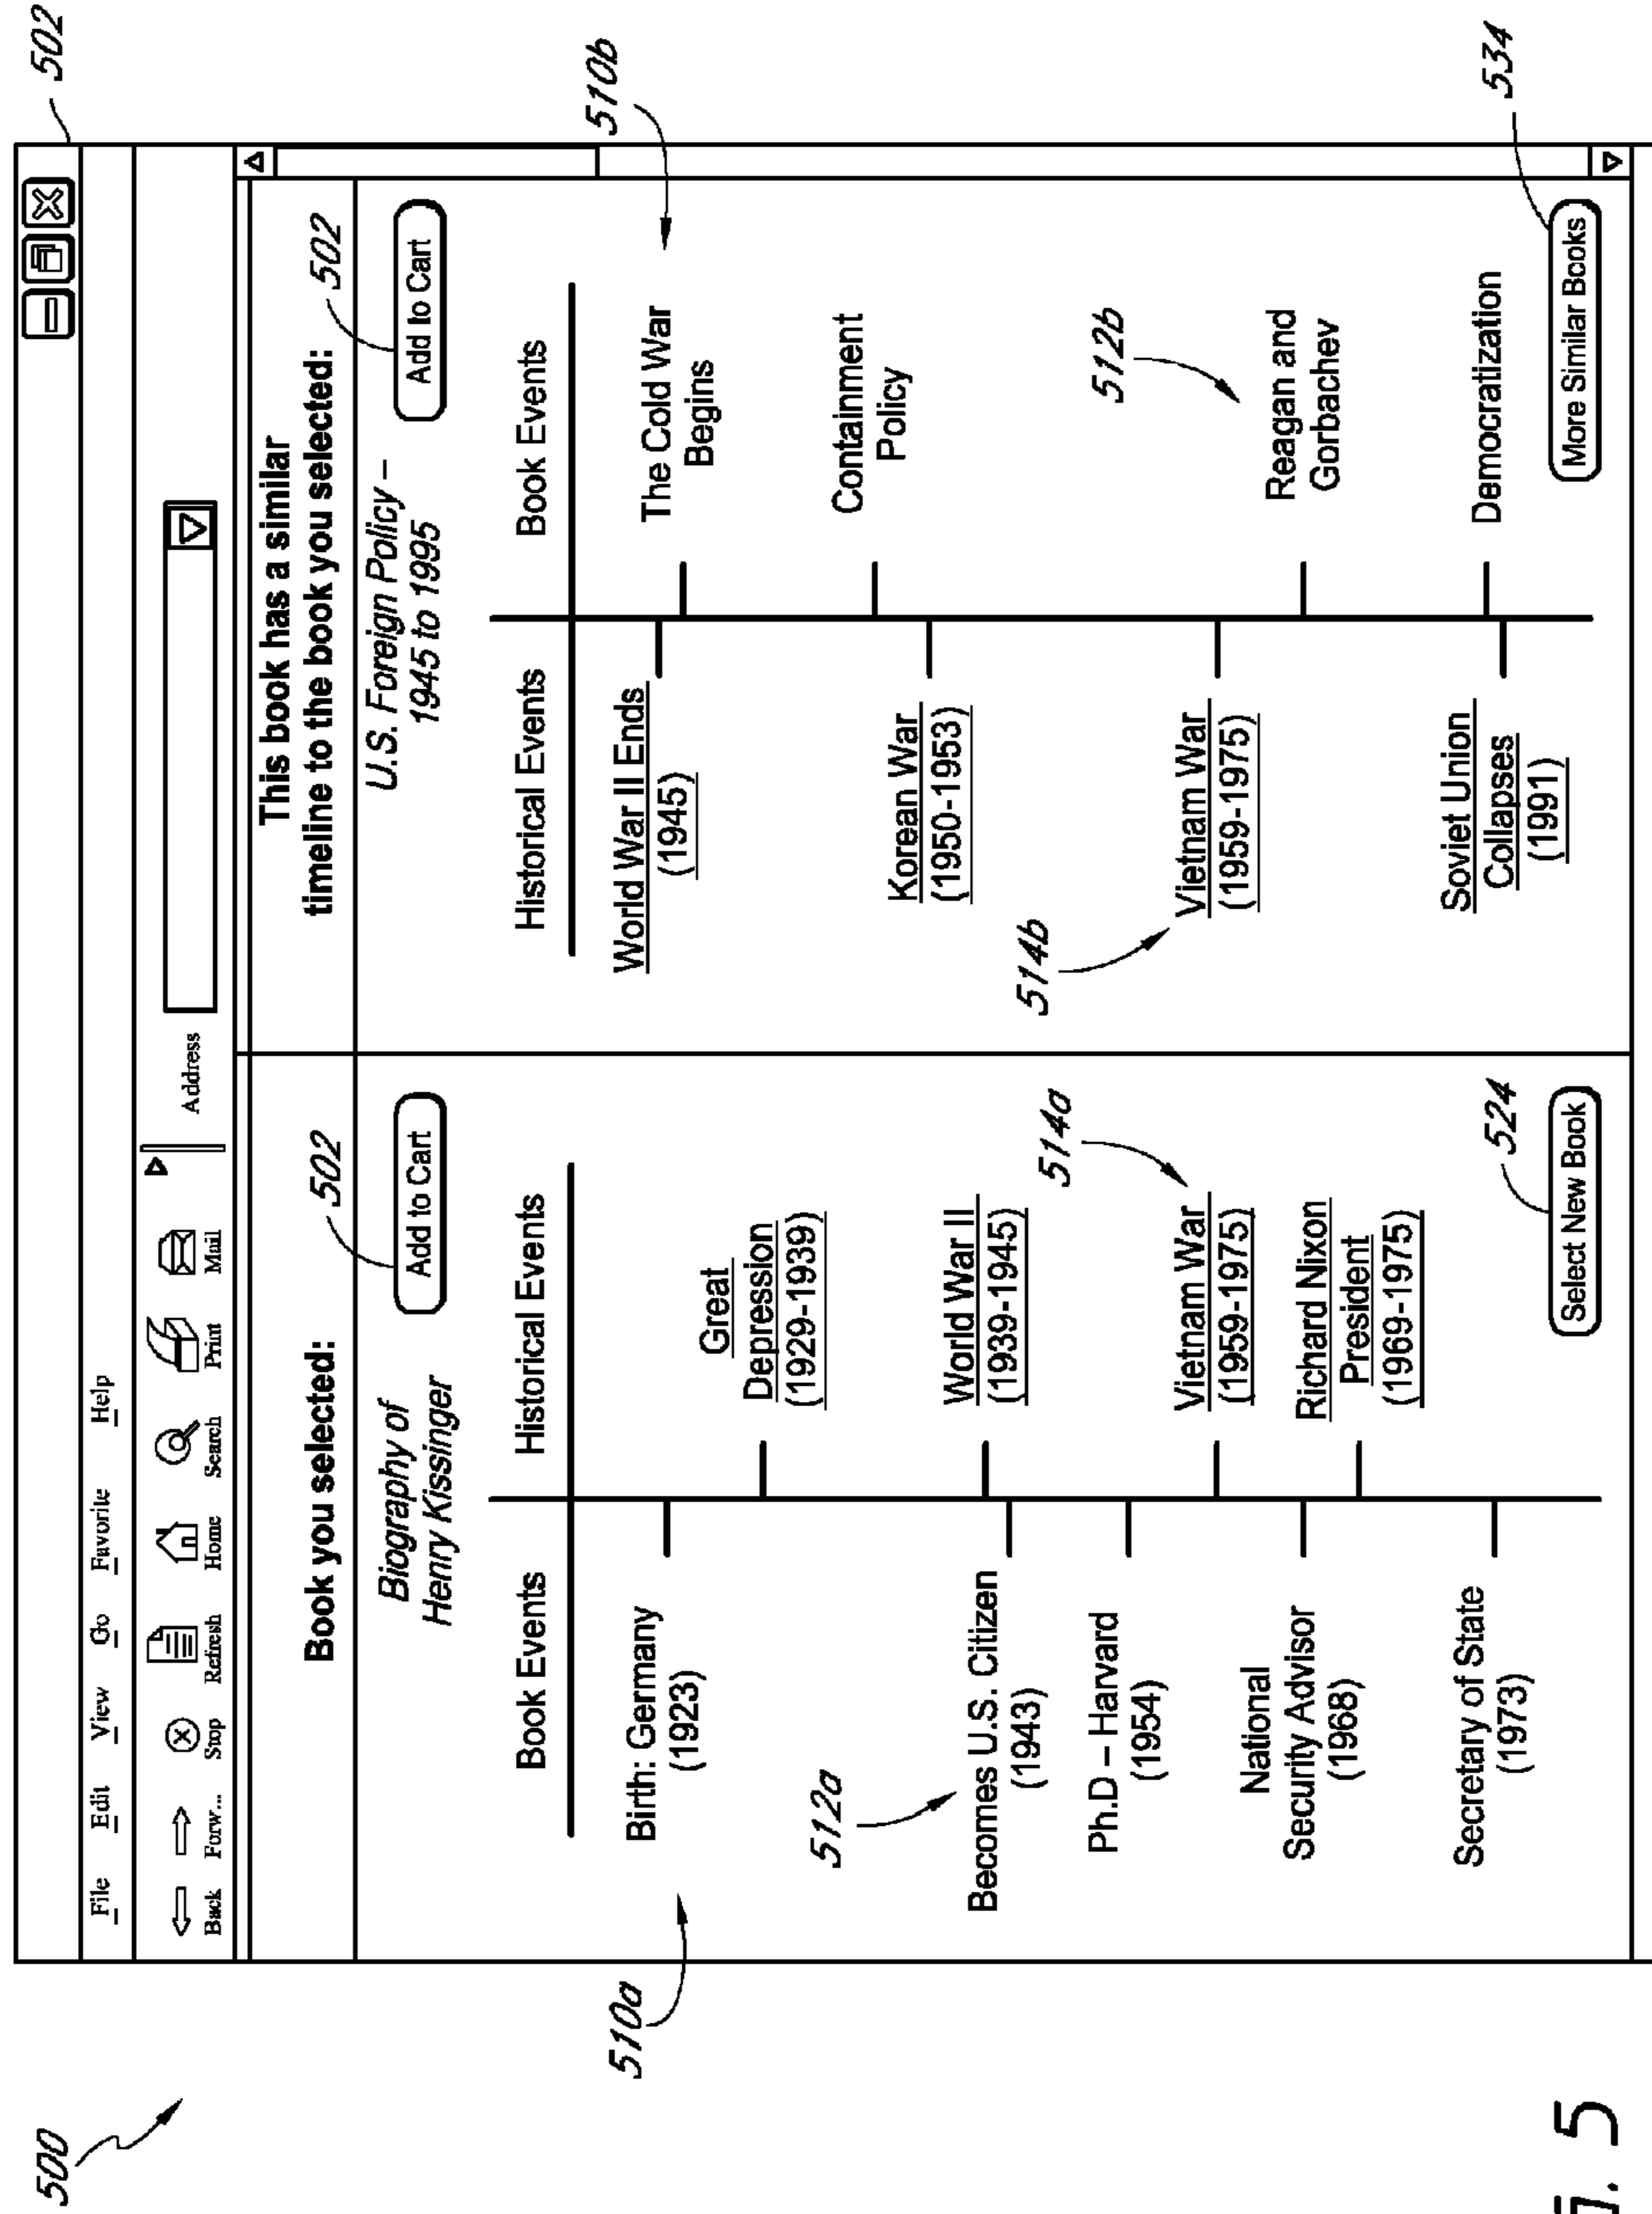 500
502
File Edit View Go Favorite Help
Back Forw... Stop Refresh Home Search Print Mail Address
Book you selected:
502
Biography of
Henry Kissinger
Add to Cart
Book Events Historical Events
510a
Birth: Germany
(1923)
Great
Depression
(1929-1939)
512a
Becomes U.S. Citizen
(1943)
World War II
(1939-1945)
Ph.D – Harvard
(1954)
514a
Vietnam War
(1959-1975)
National
Security Advisor
(1968)
Richard Nixon
President
(1969-1975)
Secretary of State
(1973)
524
Select New Book
This book has a similar
timeline to the book you selected:
502
U.S. Foreign Policy –
1945 to 1995
Add to Cart
Historical Events Book Events
510b
World War II Ends
(1945)
The Cold War
Begins
Containment
Policy
Korean War
(1950-1953)
514b
Vietnam War
(1959-1975)
512b
Reagan and
Gorbachev
Soviet Union
Collapses
(1991)
Democratization
534
More Similar Books
5